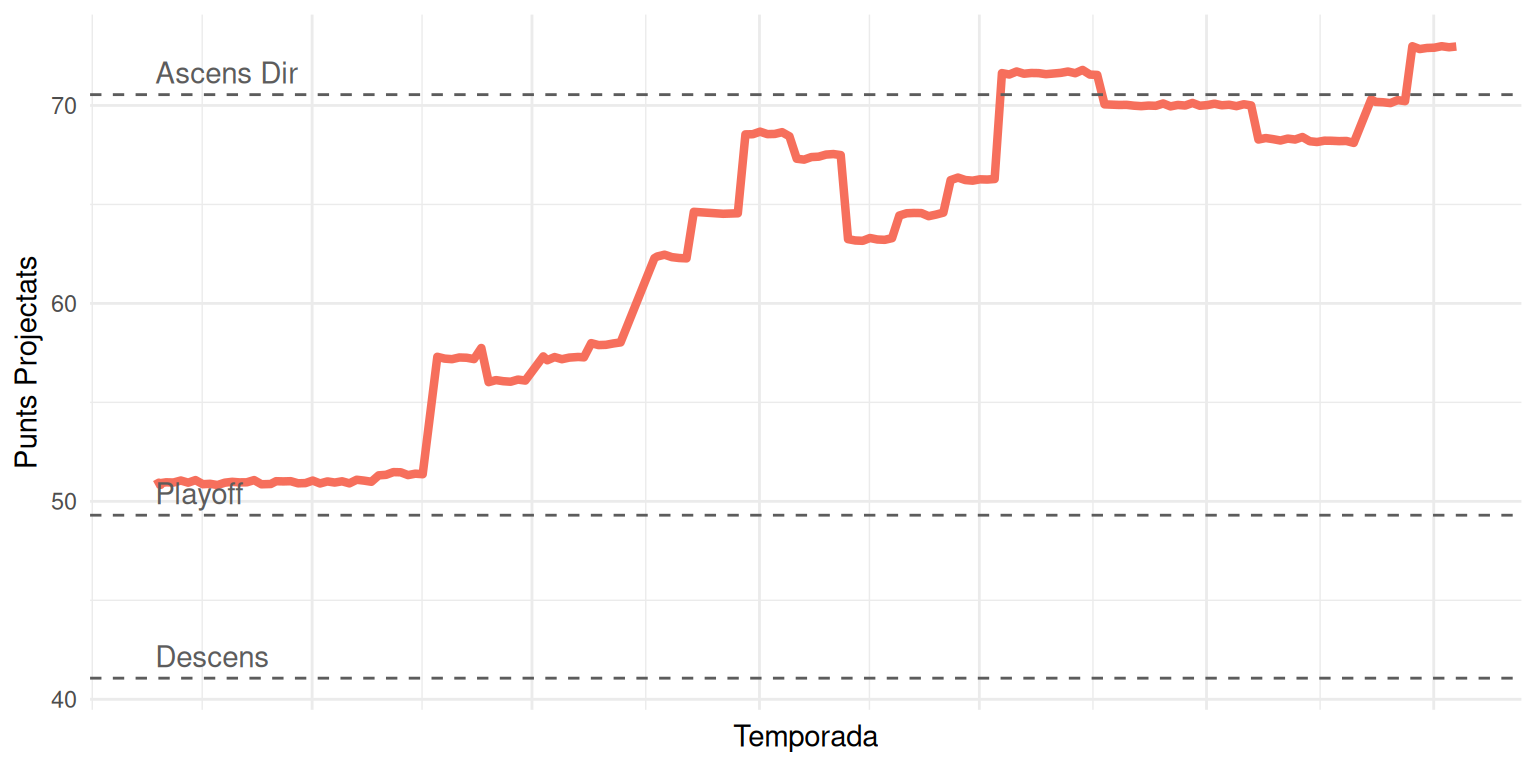 Ascens Dir
70
60
Playoff
50
Descens
40
Punts Projectats
Temporada